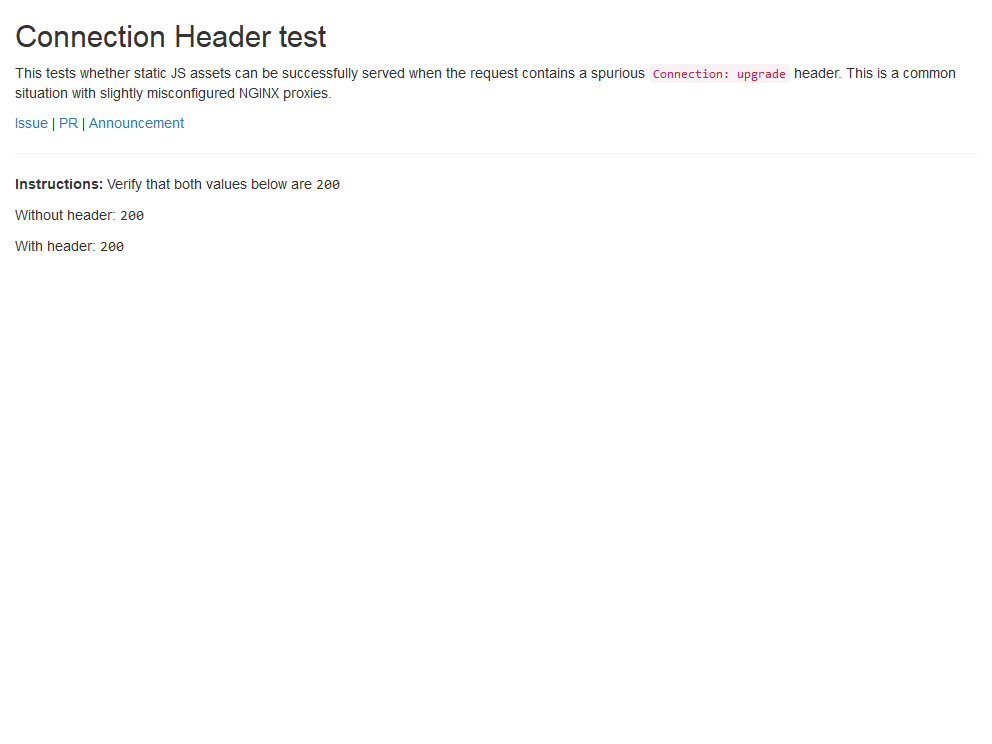 Connection Header test
This tests whether static JS assets can be successfully served when the request contains a spurious Connection: upgrade header. This is a common
situation with slightly misconfigured NGINX proxies.
Issue | PR | Announcement
Instructions: Verify that both values below are 200
Without header: 200
With header: 200